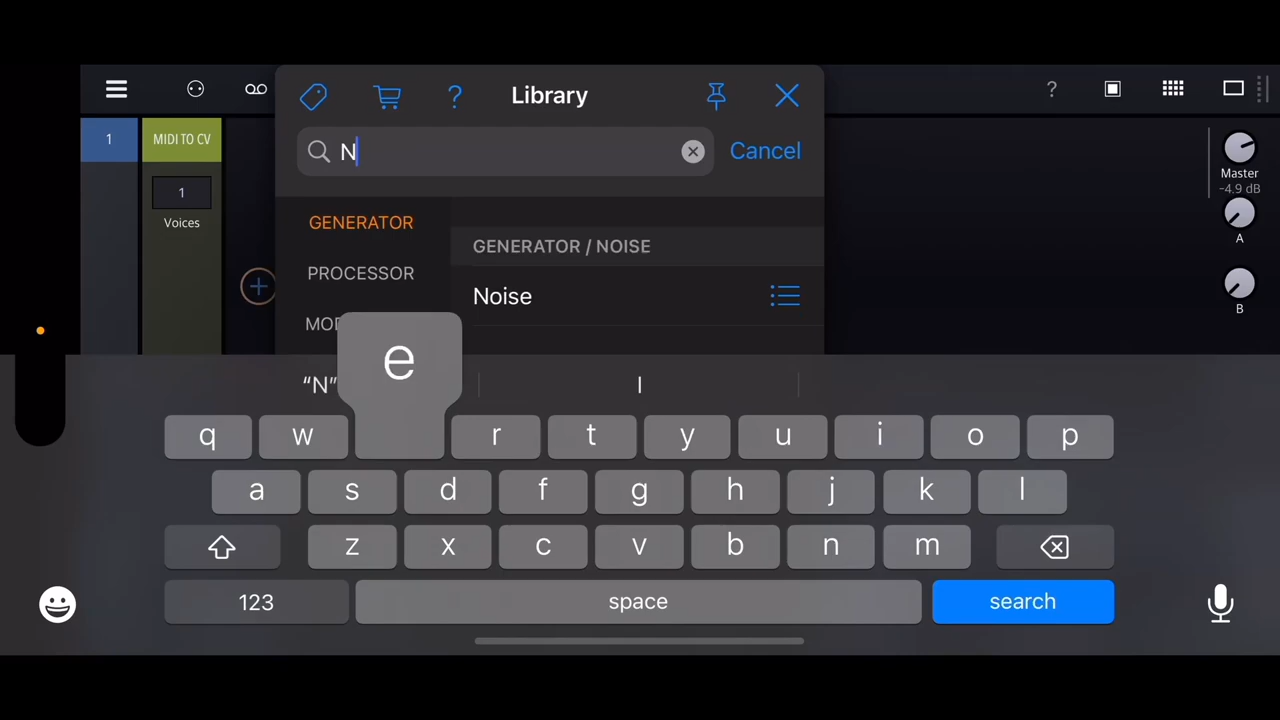 Library
?
?
N
Cancel
1
MIDI TO CV
1
Voices
GENERATOR
PROCESSOR
MOD
GENERATOR / NOISE
Noise
Master
-4.9 dB
A
B
e
“N”
I
q w r t y u i o p
a s d f g h j k l
z x c v b n m
123 space search